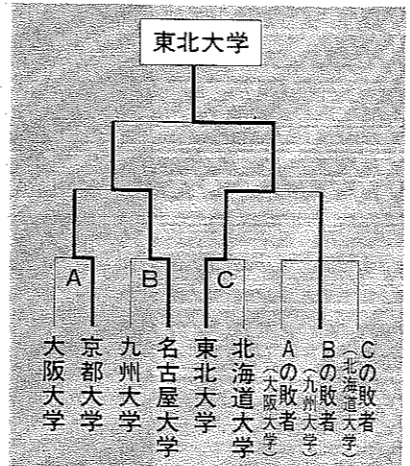 東北大学
A
B
C
大阪大学
京都大学
九州大学
名古屋大学
東北大学
北海道大学
Aの敗者
(大阪大学)
Bの敗者
(九州大学)
Cの敗者
(北海道大学)